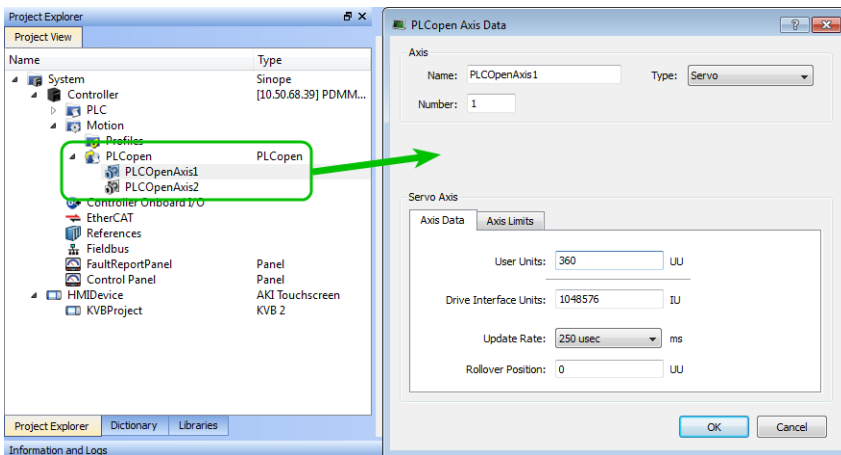 Project Explorer
Project View
Name Type
System Sinope
Controller [10.50.68.39] PDMM...
PLC
Motion
Profiles
PLCopen PLCopen
PLCOpenAxis1
PLCOpenAxis2
Controller Onboard I/O
EtherCAT
References
Fieldbus
FaultReportPanel Panel
Control Panel Panel
HMIDevice AKI Touchscreen
KVBProject KVB 2
Project Explorer Dictionary Libraries
Information and Logs
PLCopen Axis Data
Axis
Name: PLCOpenAxis1 Type: Servo
Number: 1
Servo Axis
Axis Data Axis Limits
User Units: 360 UU
Drive Interface Units: 1048576 IU
Update Rate: 250 usec ms
Rollover Position: 0 UU
OK Cancel